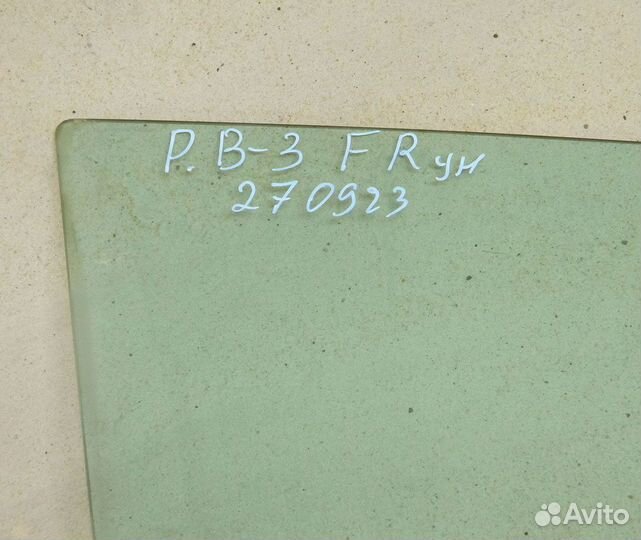 P. B-3 F R ун
270923
Avito